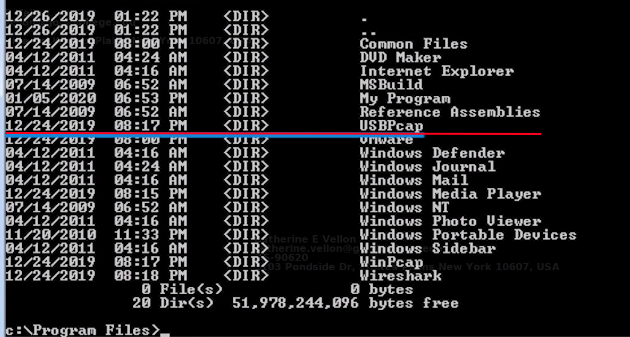 12/26/2019 01:22 PM <DIR> .
12/26/2019 01:22 PM <DIR> ..
12/24/2019 08:00 PM <DIR> Common Files
04/12/2011 04:24 AM <DIR> DVD Maker
04/12/2011 04:16 AM <DIR> Internet Explorer
07/14/2009 06:52 AM <DIR> MSBuild
01/05/2020 06:53 PM <DIR> My Program
07/14/2009 06:52 AM <DIR> Reference Assemblies
12/24/2019 08:17 PM <DIR> USBPcap
12/24/2019 08:00 PM <DIR> VMware
04/12/2011 04:16 AM <DIR> Windows Defender
04/12/2011 04:24 AM <DIR> Windows Journal
04/12/2011 04:16 AM <DIR> Windows Mail
12/24/2019 08:15 PM <DIR> Windows Media Player
07/14/2009 06:52 AM <DIR> Windows NT
04/12/2011 04:16 AM <DIR> Windows Photo Viewer
11/20/2010 11:33 PM <DIR> Windows Portable Devices
04/12/2011 04:16 AM <DIR> Windows Sidebar
12/24/2019 08:17 PM <DIR> WinPcap
12/24/2019 08:18 PM <DIR> Wireshark
0 File(s) 0 bytes
20 Dir(s) 51,978,244,096 bytes free
c:\Program Files>_
10607
E Vellon
-90620
Pondside Dr,
New York 10607, USA